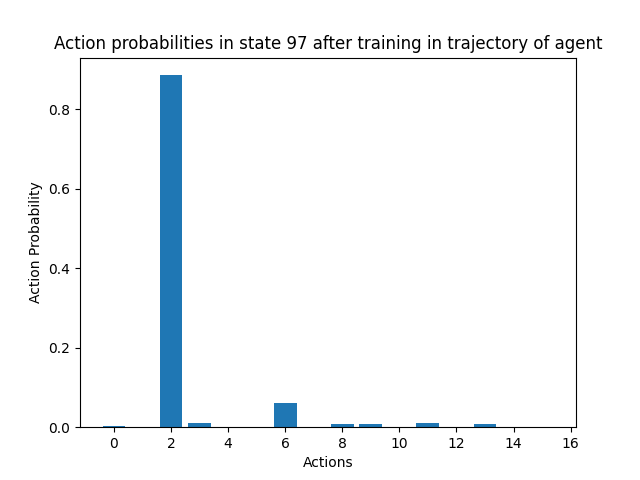 Action probabilities in state 97 after training in trajectory of agent
0.8
0.6
0.4
0.2
0.0
Action Probability
0 2 4 6 8 10 12 14 16
Actions